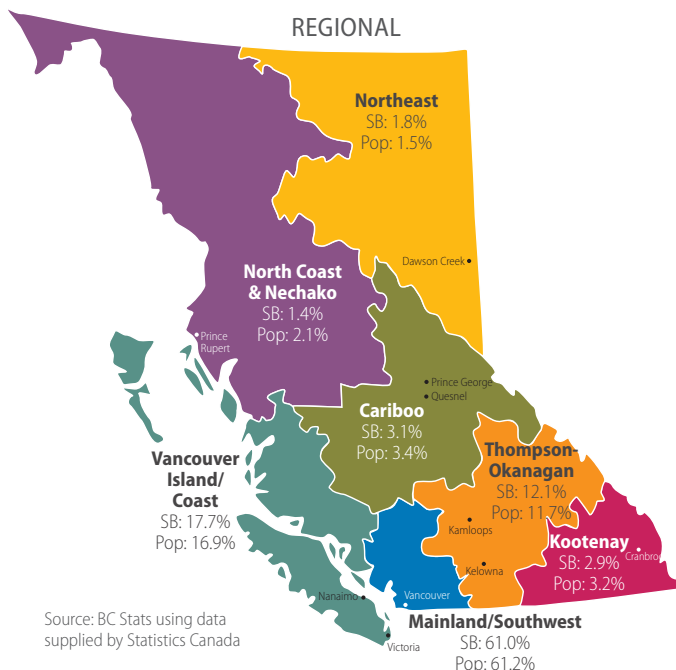 REGIONAL
Northeast
SB: 1.8%
Pop: 1.5%
Dawson Creek
North Coast
& Nechako
SB: 1.4%
Pop: 2.1%
Prince
Rupert
Prince George
Quesnel
Cariboo
SB: 3.1%
Pop: 3.4%
Thompson-
Okanagan
SB: 12.1%
Pop: 11.7%
Kamloops
Kelowna
Vancouver
Island/
Coast
SB: 17.7%
Pop: 16.9%
Kootenay
SB: 2.9%
Pop: 3.2%
Cranbroo
Nanaimo
Vancouver
Victoria
Mainland/Southwest
SB: 61.0%
Pop: 61.2%
Source: BC Stats using data
supplied by Statistics Canada